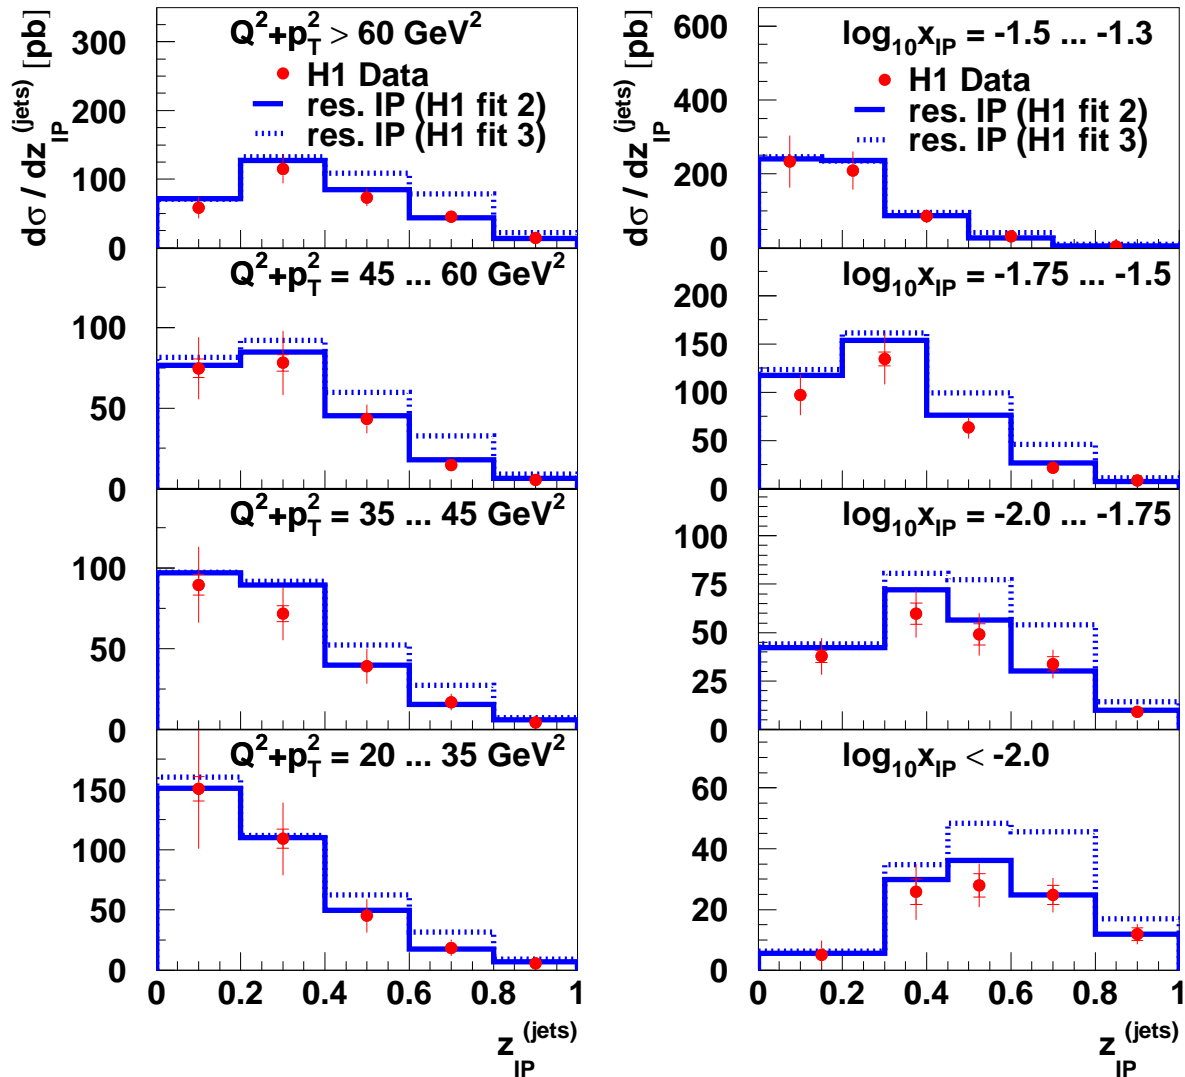 dσ / dz_IP^(jets) [pb]
Q²+p_T² > 60 GeV²
H1 Data
res. IP (H1 fit 2)
res. IP (H1 fit 3)
300
200
100
0
Q²+p_T² = 45 ... 60 GeV²
100
50
0
Q²+p_T² = 35 ... 45 GeV²
100
50
0
Q²+p_T² = 20 ... 35 GeV²
150
100
50
0
0 0.2 0.4 0.6 0.8 1
z_IP^(jets)
dσ / dz_IP^(jets) [pb]
log₁₀x_IP = -1.5 ... -1.3
H1 Data
res. IP (H1 fit 2)
res. IP (H1 fit 3)
600
400
200
0
log₁₀x_IP = -1.75 ... -1.5
200
150
100
50
0
log₁₀x_IP = -2.0 ... -1.75
100
75
50
25
0
log₁₀x_IP < -2.0
60
40
20
0
0 0.2 0.4 0.6 0.8 1
z_IP^(jets)